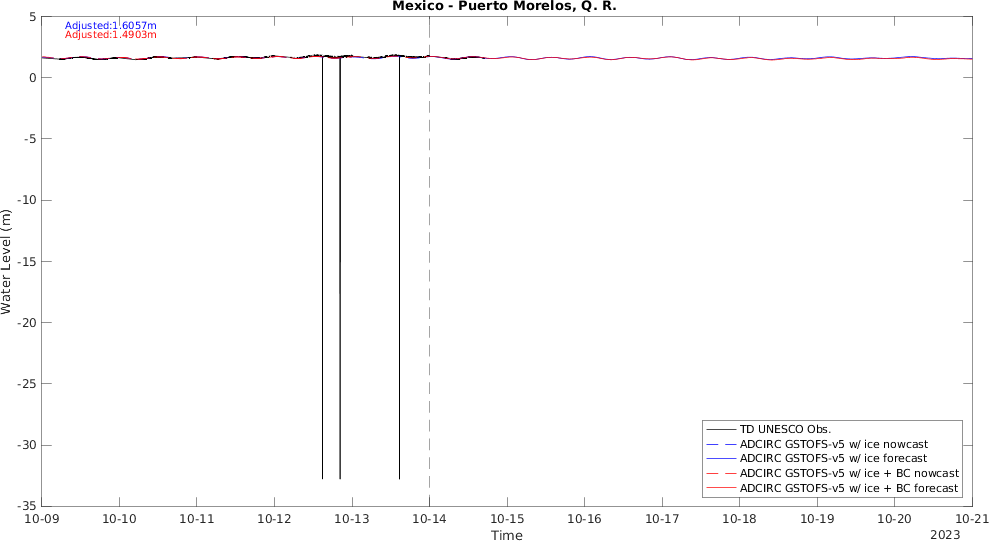 Mexico - Puerto Morelos, Q. R.
Adjusted:1.6057m
Adjusted:1.4903m
5
0
-5
-10
-15
-20
-25
-30
-35
Water Level (m)
10-09 10-10 10-11 10-12 10-13 10-14 10-15 10-16 10-17 10-18 10-19 10-20 10-21
Time
2023
TD UNESCO Obs.
ADCIRC GSTOFS-v5 w/ ice nowcast
ADCIRC GSTOFS-v5 w/ ice forecast
ADCIRC GSTOFS-v5 w/ ice + BC nowcast
ADCIRC GSTOFS-v5 w/ ice + BC forecast